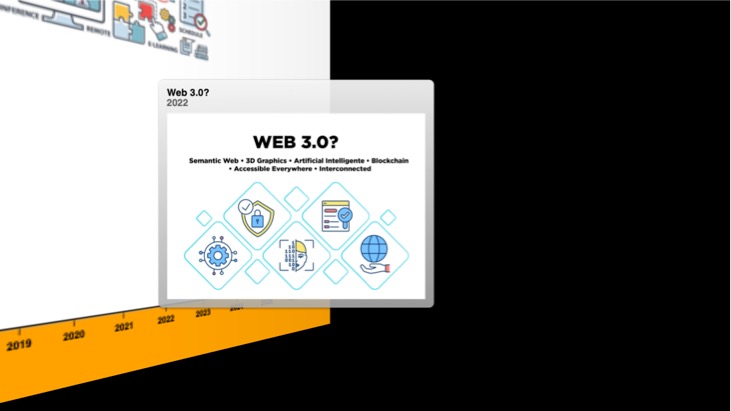 NFERENCE
REMOTE
E-LEARNING
SCHEDULE
Web 3.0?
2022
WEB 3.0?
Semantic Web • 3D Graphics • Artificial Intelligente • Blockchain
• Accessible Everywhere • Interconnected
2019
2020
2021
2022
2023